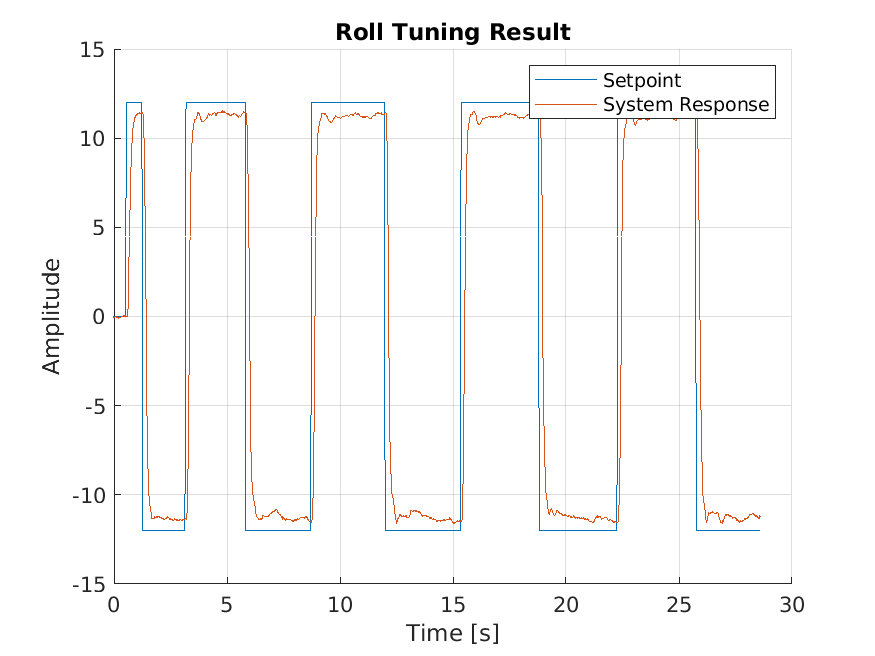 Roll Tuning Result
Setpoint
System Response
Amplitude
15
10
5
0
-5
-10
-15
0 5 10 15 20 25 30
Time [s]